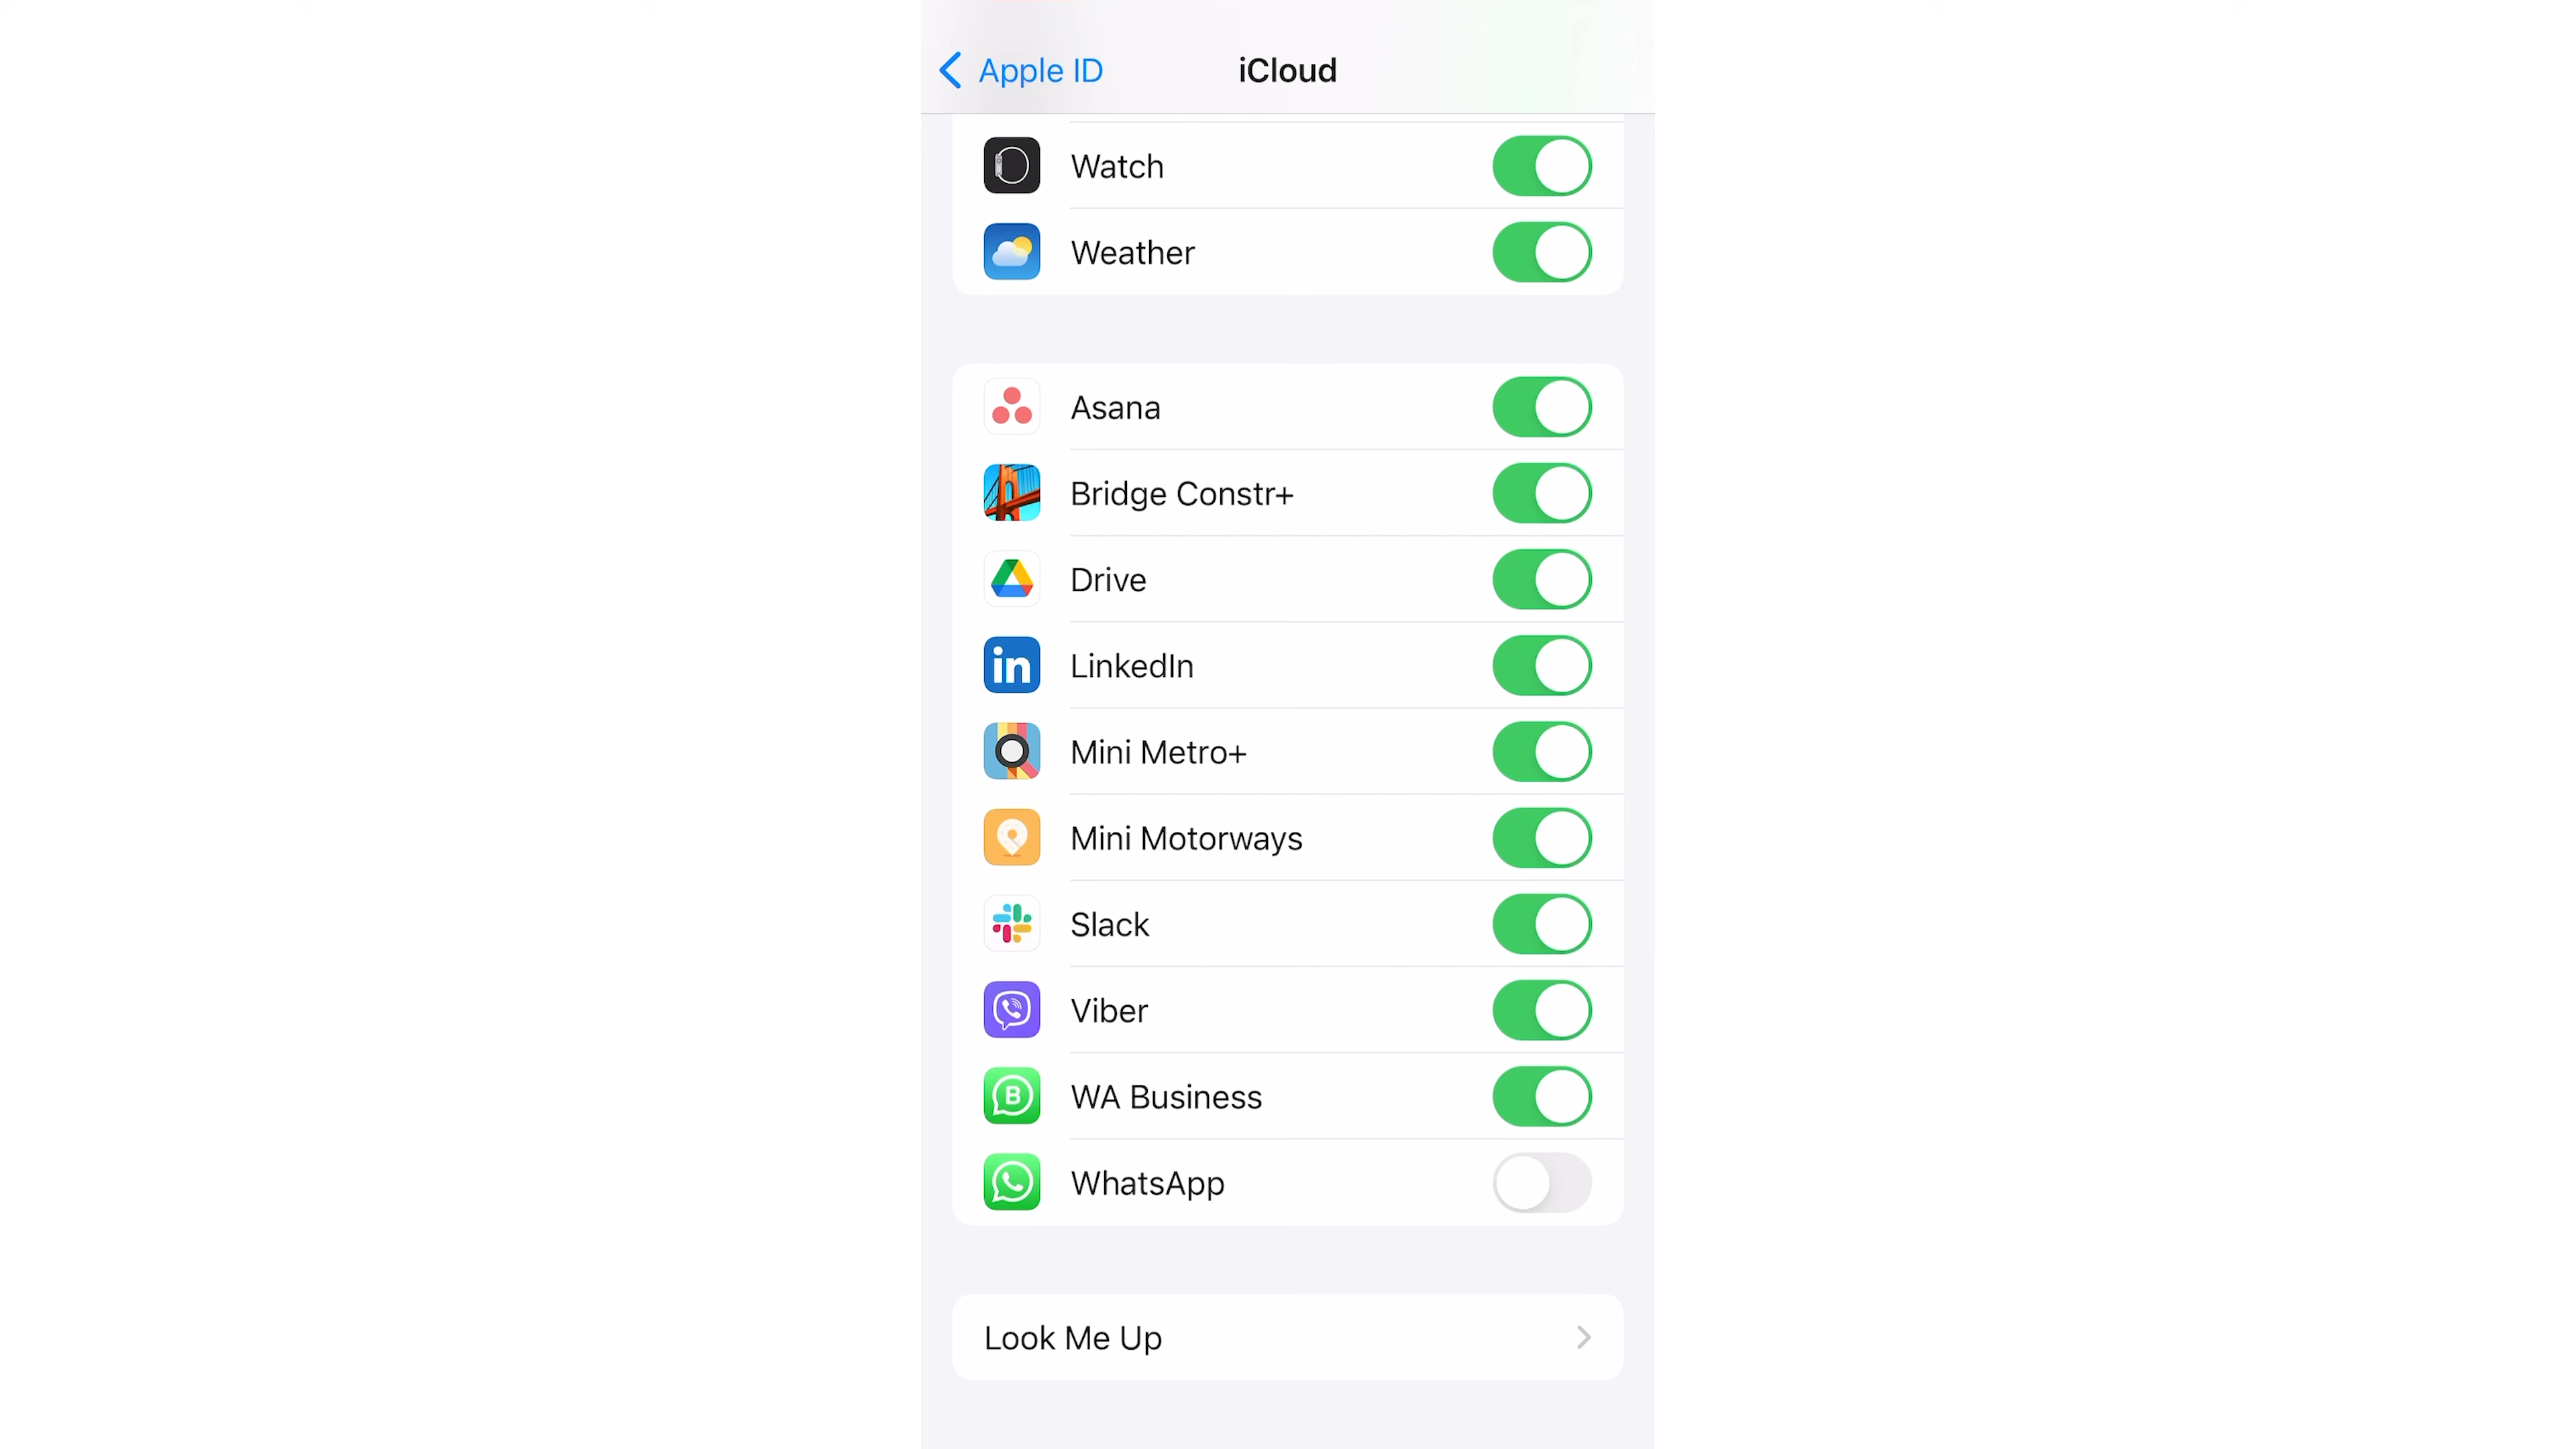 Apple ID
iCloud
Watch
Weather
Asana
Bridge Constr+
Drive
in
LinkedIn
Mini Metro+
Mini Motorways
Slack
Viber
B
WA Business
WhatsApp
Look Me Up